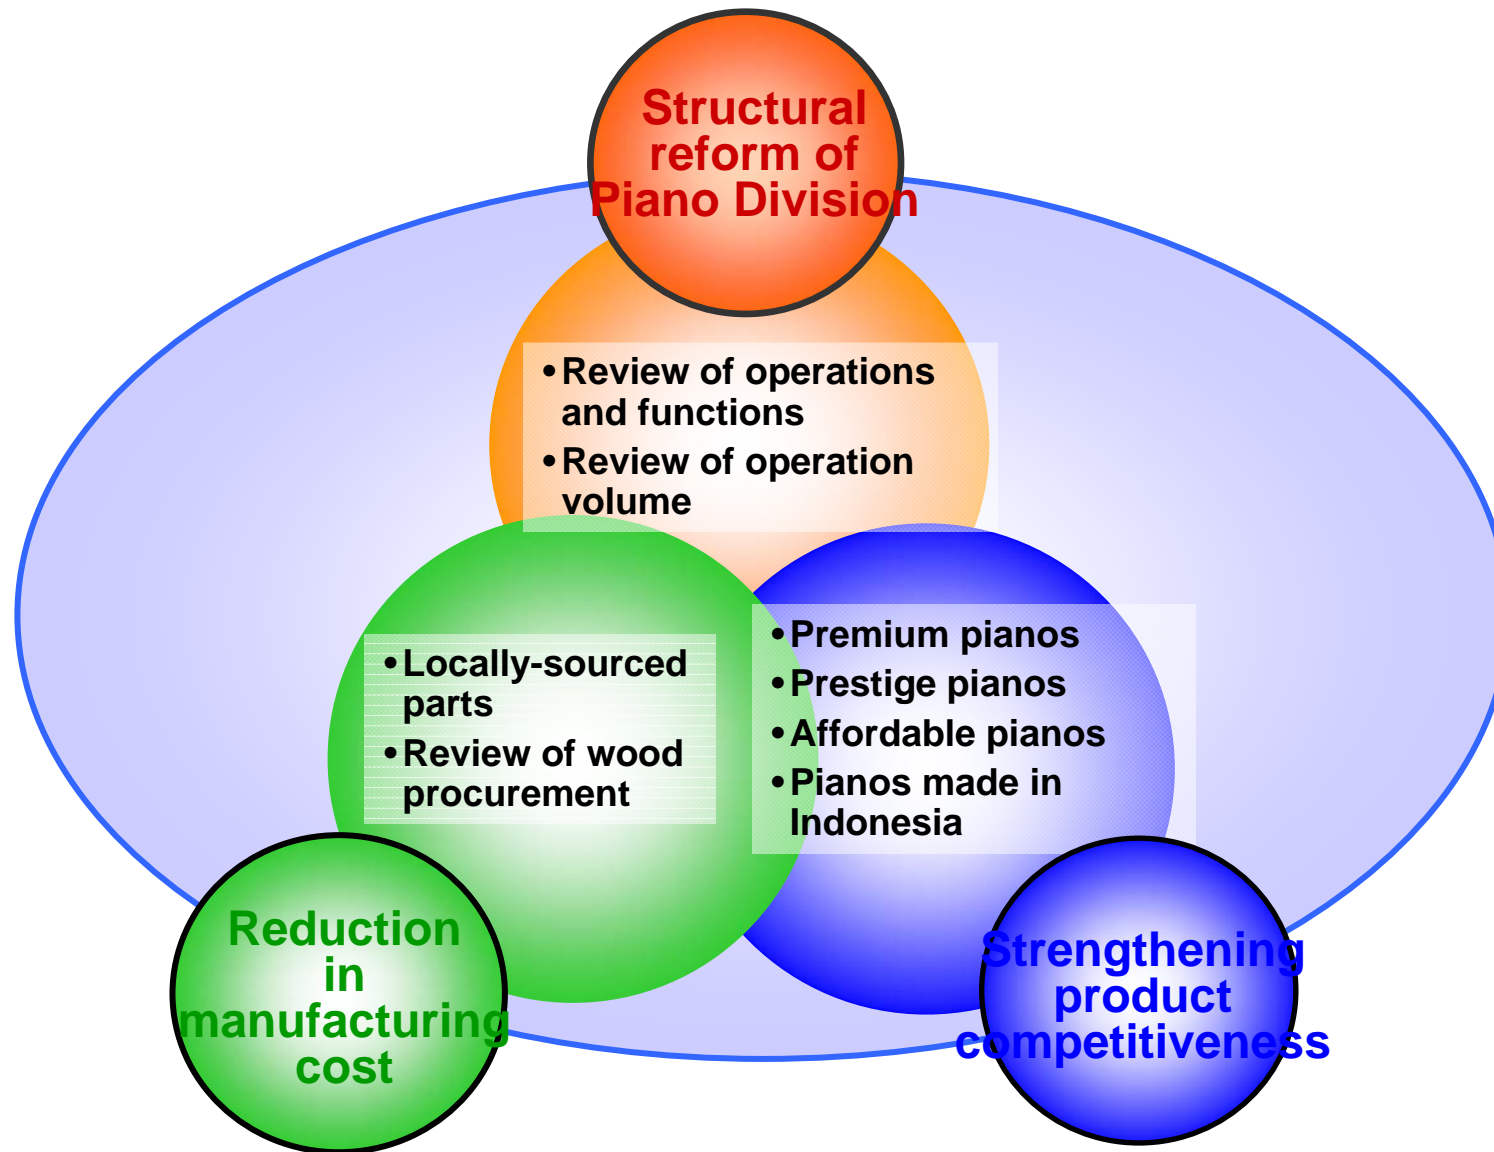 Structural
reform of
Piano Division
•Review of operations
and functions
•Review of operation
volume
•Locally-sourced
parts
•Review of wood
procurement
•Premium pianos
•Prestige pianos
•Affordable pianos
•Pianos made in
Indonesia
Reduction
in
manufacturing
cost
Strengthening
product
competitiveness